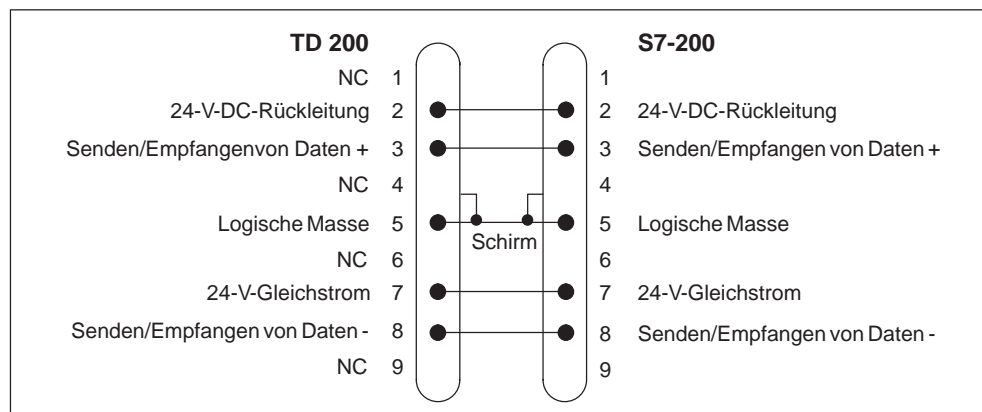 TD 200 S7-200
NC 1 1
24-V-DC-Rückleitung 2 2 24-V-DC-Rückleitung
Senden/Empfangenvon Daten + 3 3 Senden/Empfangen von Daten +
NC 4 4
Logische Masse 5 5 Logische Masse
Schirm
NC 6 6
24-V-Gleichstrom 7 7 24-V-Gleichstrom
Senden/Empfangen von Daten - 8 8 Senden/Empfangen von Daten -
NC 9 9